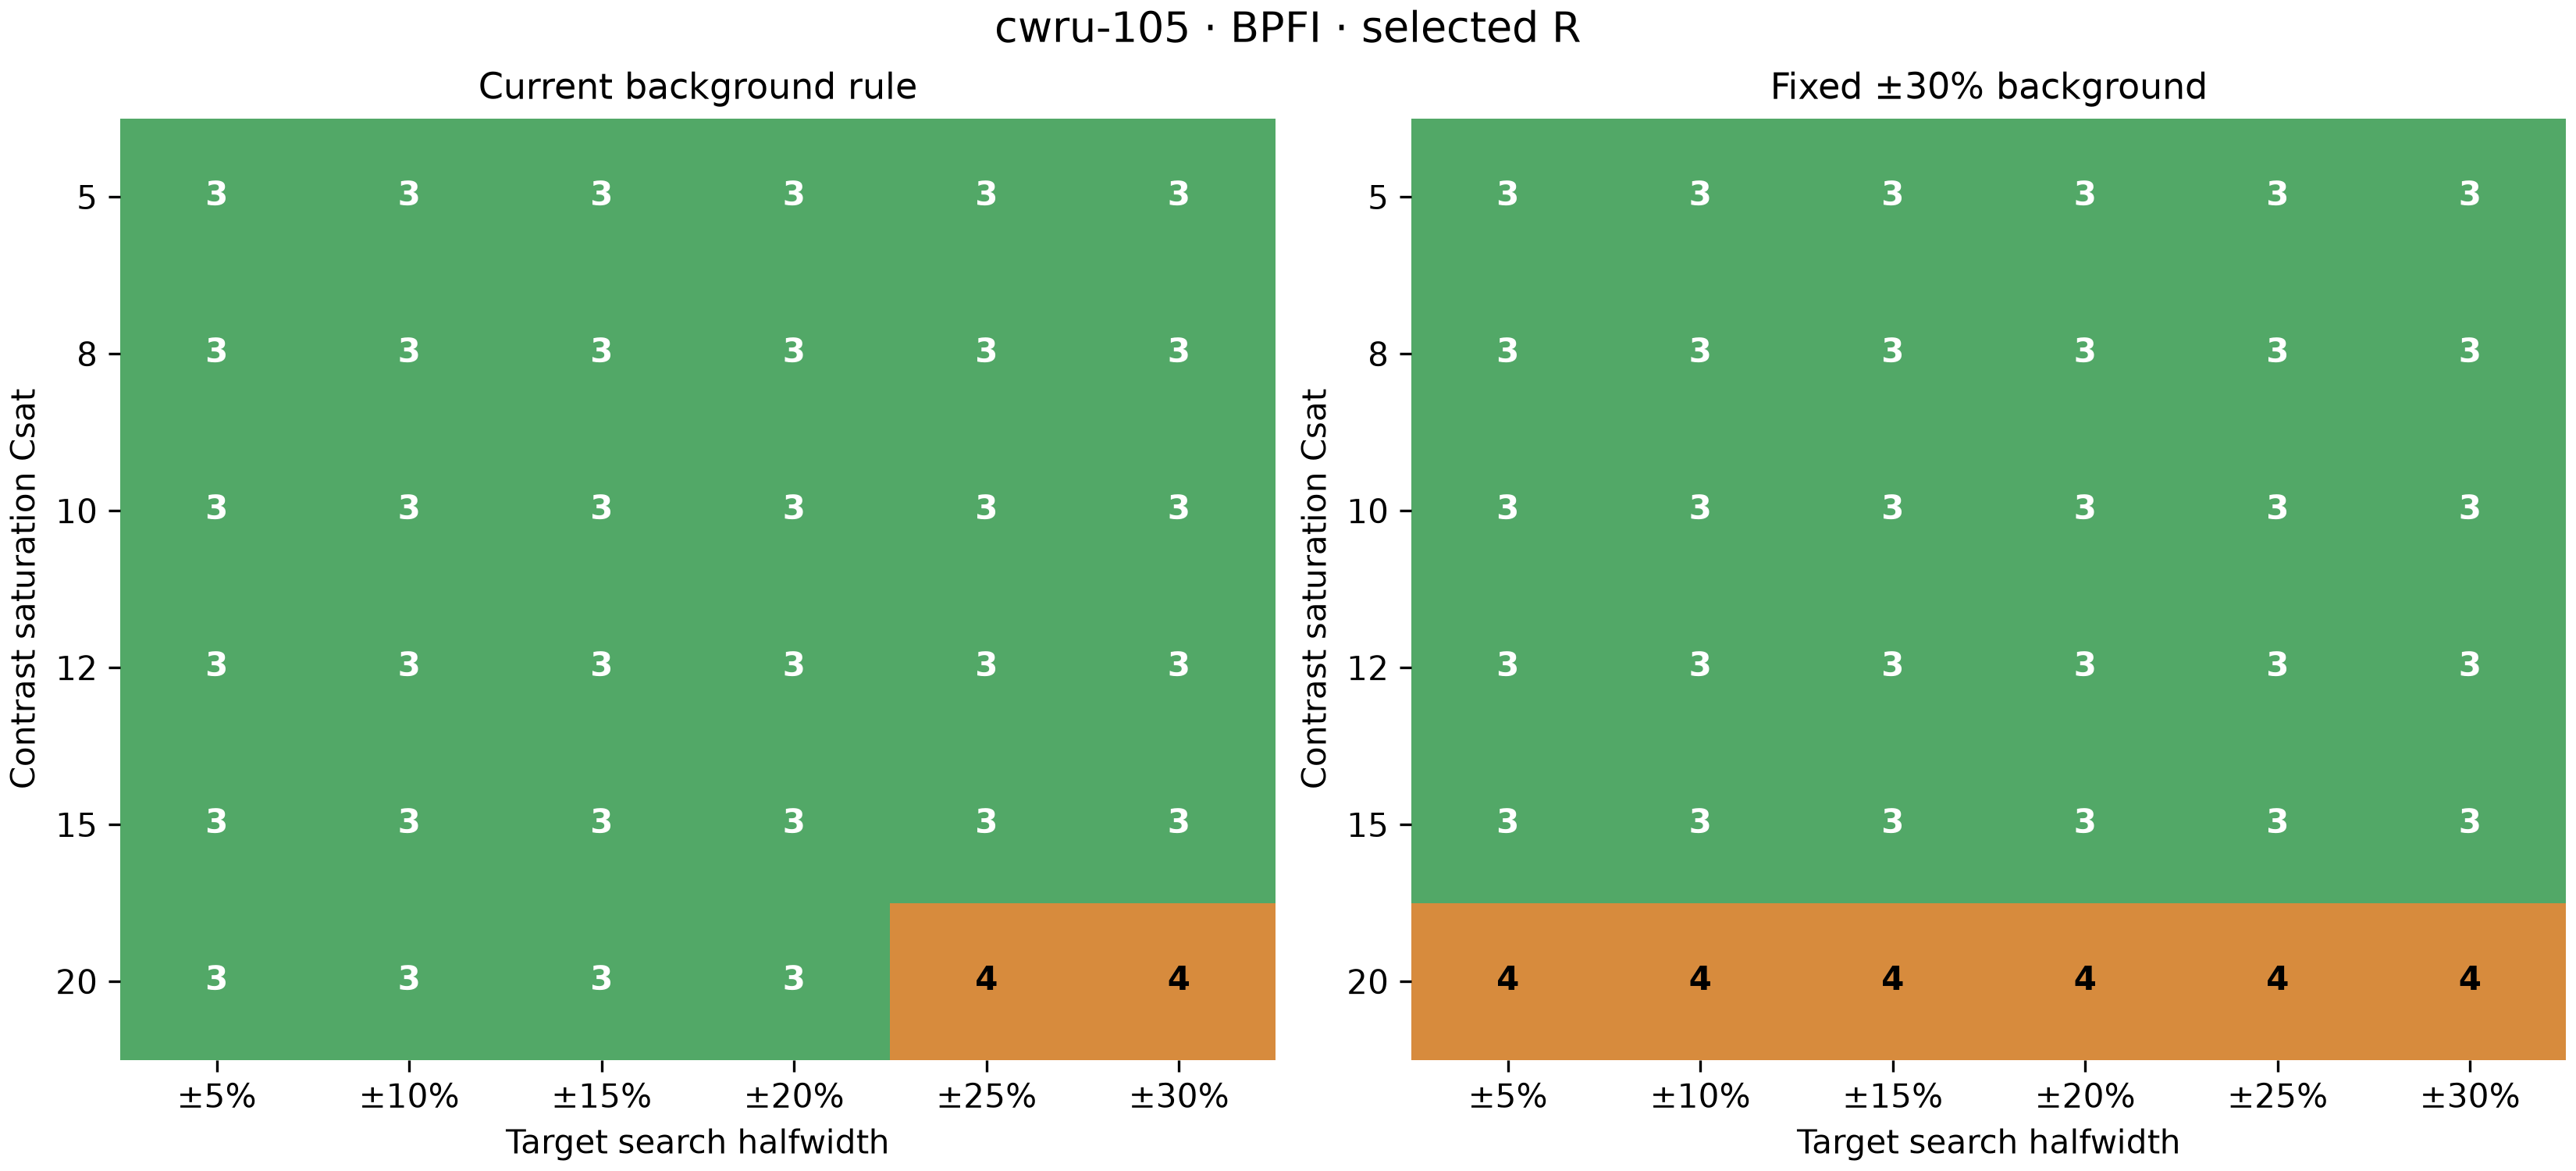 cwru-105 · BPFI · selected R
Current background rule
Contrast saturation Csat
5 3 3 3 3 3 3
8 3 3 3 3 3 3
10 3 3 3 3 3 3
12 3 3 3 3 3 3
15 3 3 3 3 3 3
20 3 3 3 3 4 4
±5% ±10% ±15% ±20% ±25% ±30%
Target search halfwidth
Fixed ±30% background
Contrast saturation Csat
5 3 3 3 3 3 3
8 3 3 3 3 3 3
10 3 3 3 3 3 3
12 3 3 3 3 3 3
15 3 3 3 3 3 3
20 4 4 4 4 4 4
±5% ±10% ±15% ±20% ±25% ±30%
Target search halfwidth